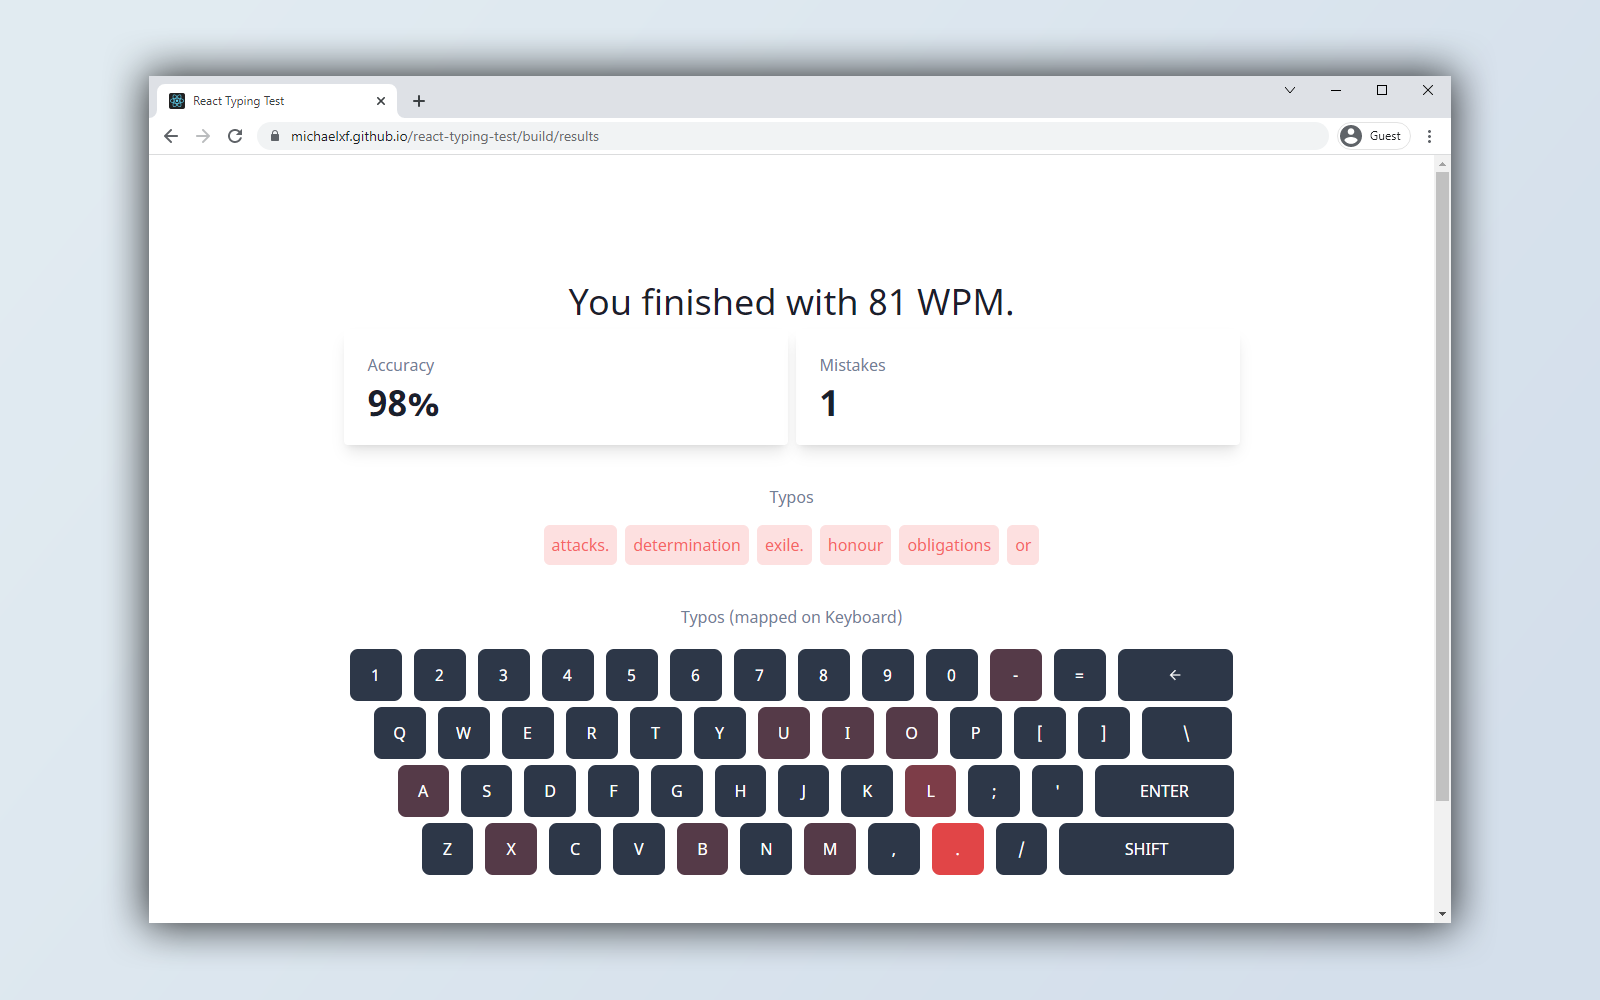 React Typing Test
michaelxf.github.io/react-typing-test/build/results
Guest
You finished with 81 WPM.
Accuracy
98%
Mistakes
1
Typos
attacks. determination exile. honour obligations or
Typos (mapped on Keyboard)
1 2 3 4 5 6 7 8 9 0 - = ←
Q W E R T Y U I O P [ ] \
A S D F G H J K L ; ' ENTER
Z X C V B N M , . / SHIFT